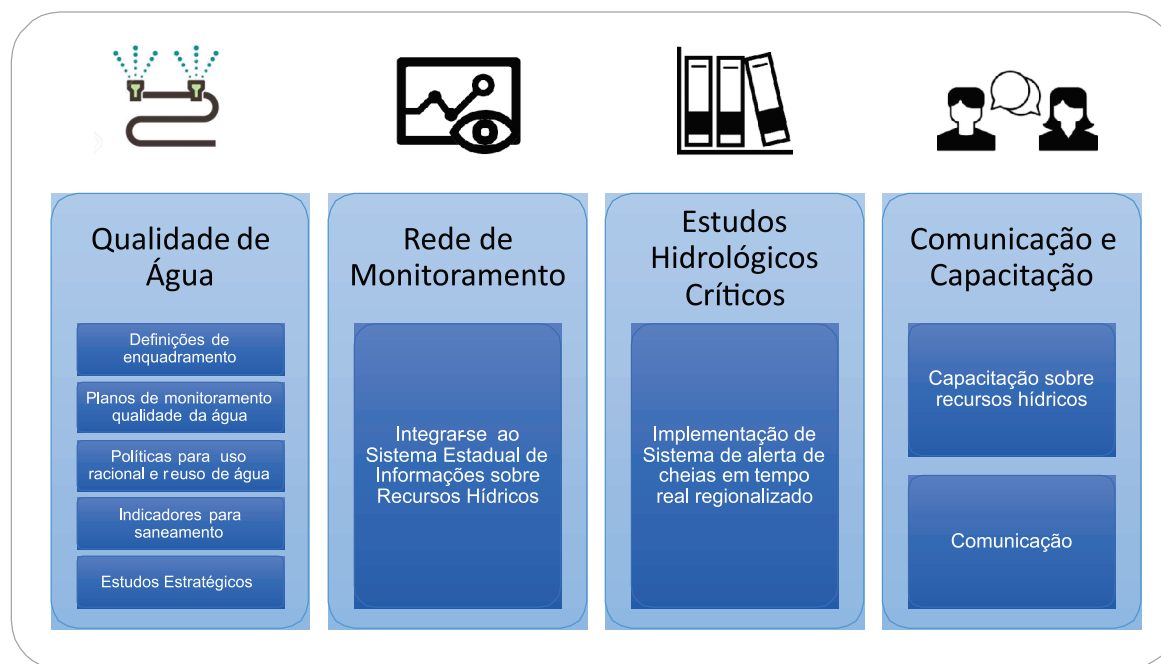 Qualidade de
Água
Definições de
enquadramento
Planos de monitoramento
qualidade da água
Políticas para uso
racional e reuso de água
Indicadores para
saneamento
Estudos Estratégicos
Rede de
Monitoramento
Integrar-se ao
Sistema Estadual de
Informações sobre
Recursos Hídricos
Estudos
Hidrológicos
Críticos
Implementação de
Sistema de alerta de
cheias em tempo
real regionalizado
Comunicação e
Capacitação
Capacitação sobre
recursos hídricos
Comunicação